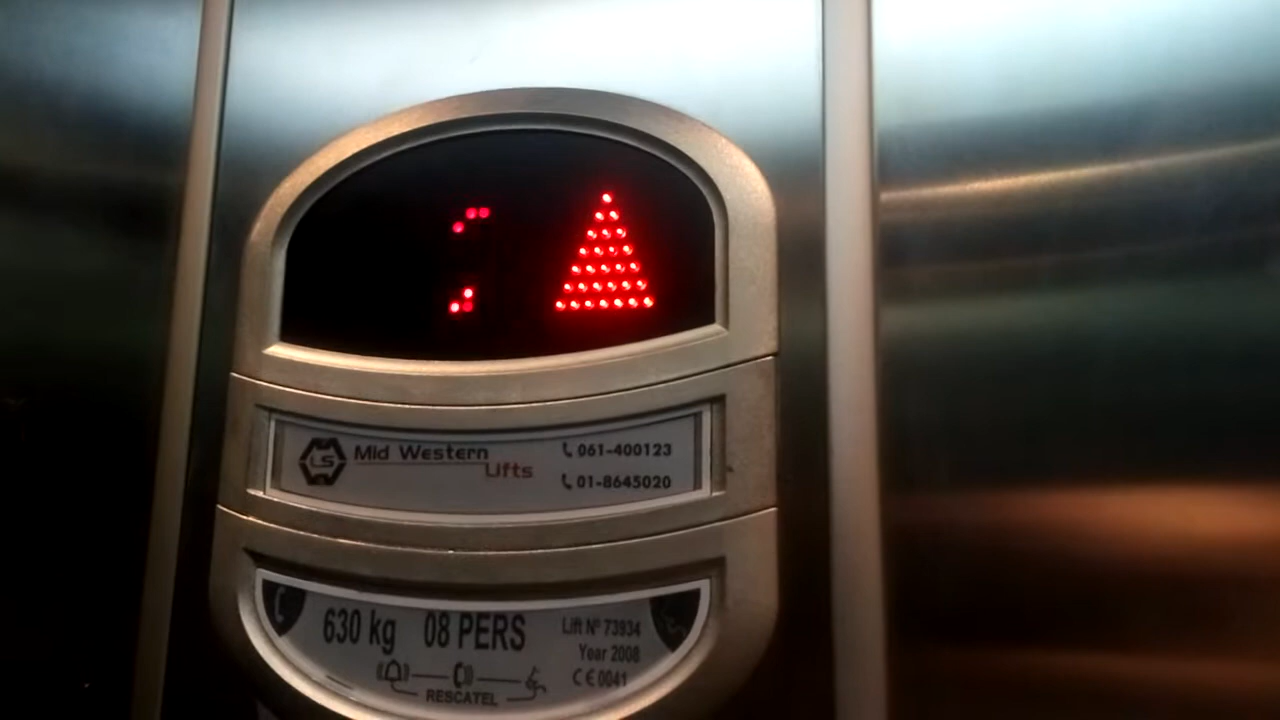 LS Mid Western Lifts
061-400123
01-8645020
630 kg 08 PERS
Lift Nº 73934
Year 2008
CE 0041
RESCATEL